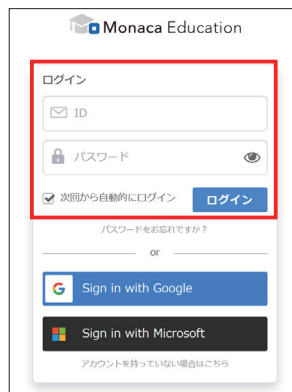 Monaca Education
ログイン
ID
パスワード
次回から自動的にログイン
ログイン
パスワードをお忘れですか?
or
G Sign in with Google
Sign in with Microsoft
アカウントを持っていない場合はこちら